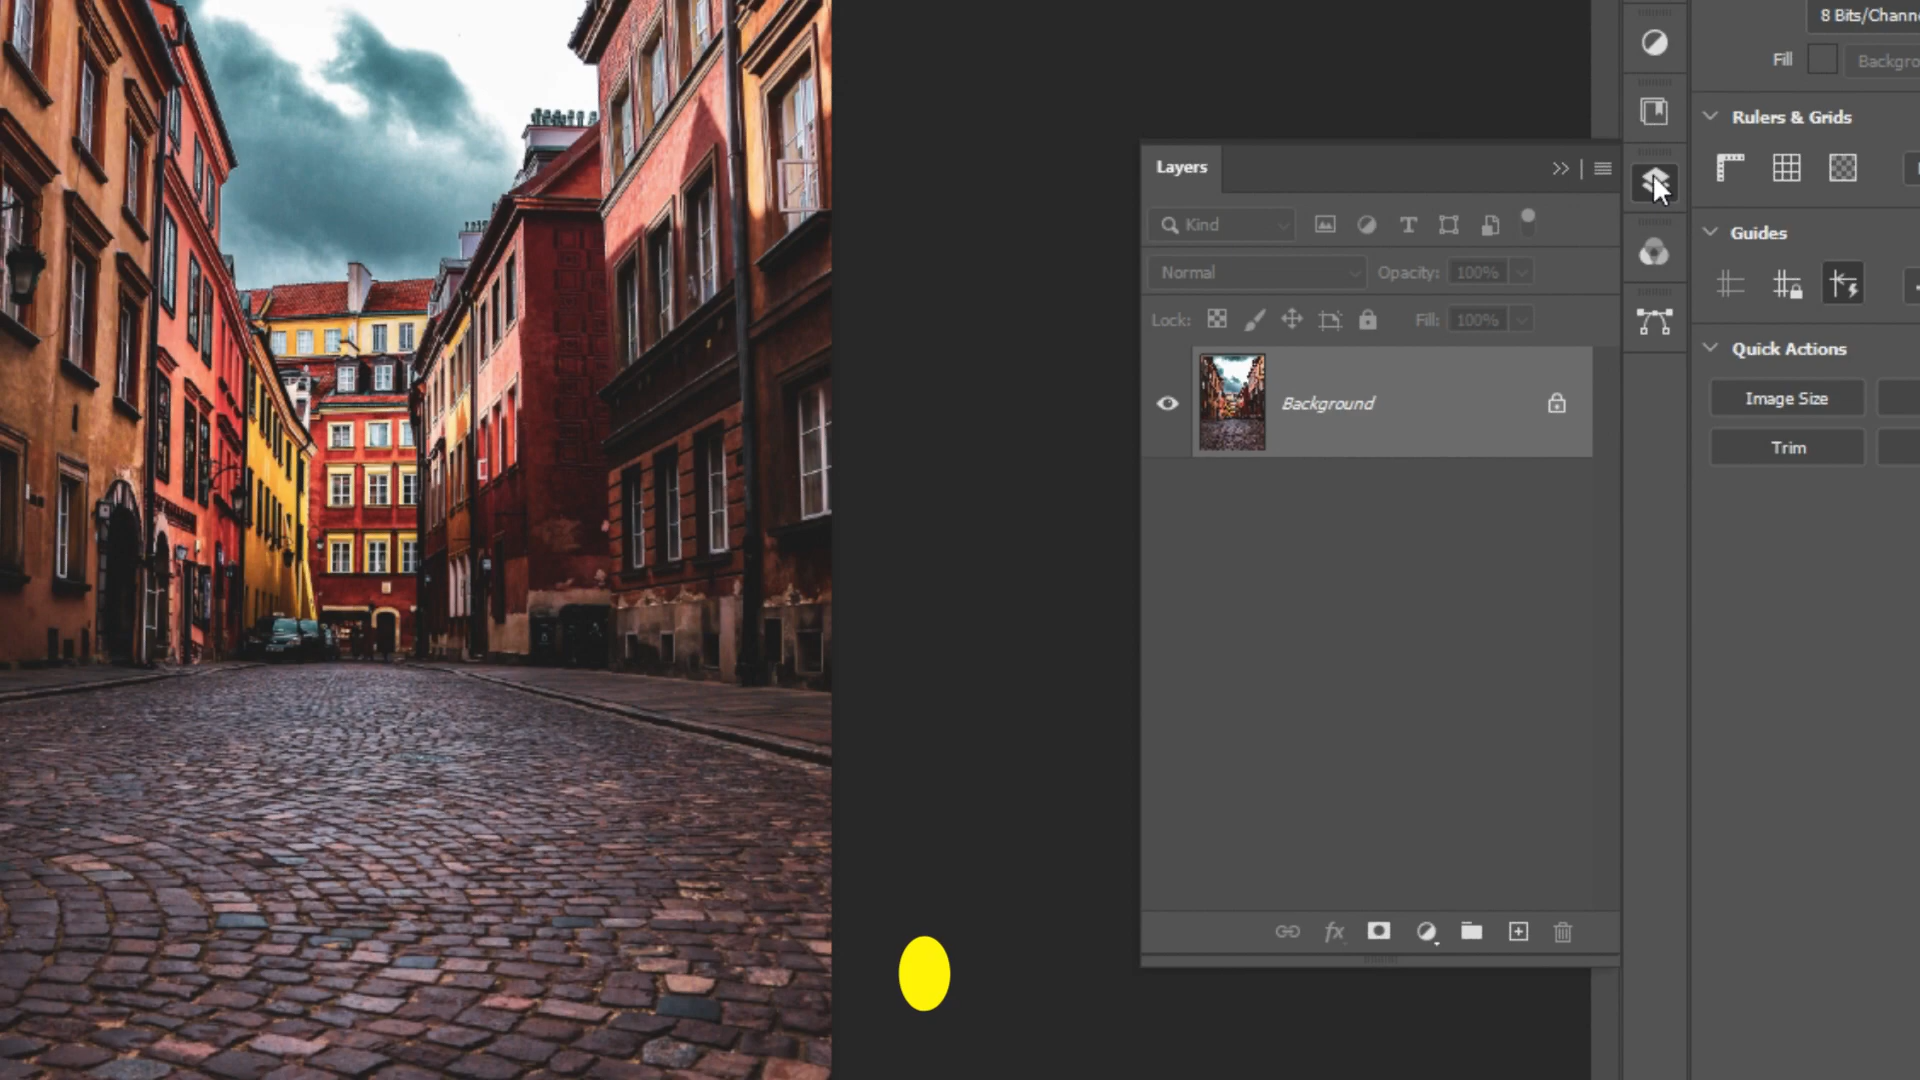 8 Bits/Chann
Fill
Backgro
Rulers & Grids
Guides
Quick Actions
Image Size
Trim
Layers
Kind
Normal
Opacity: 100%
Lock:
Fill: 100%
Background
fx